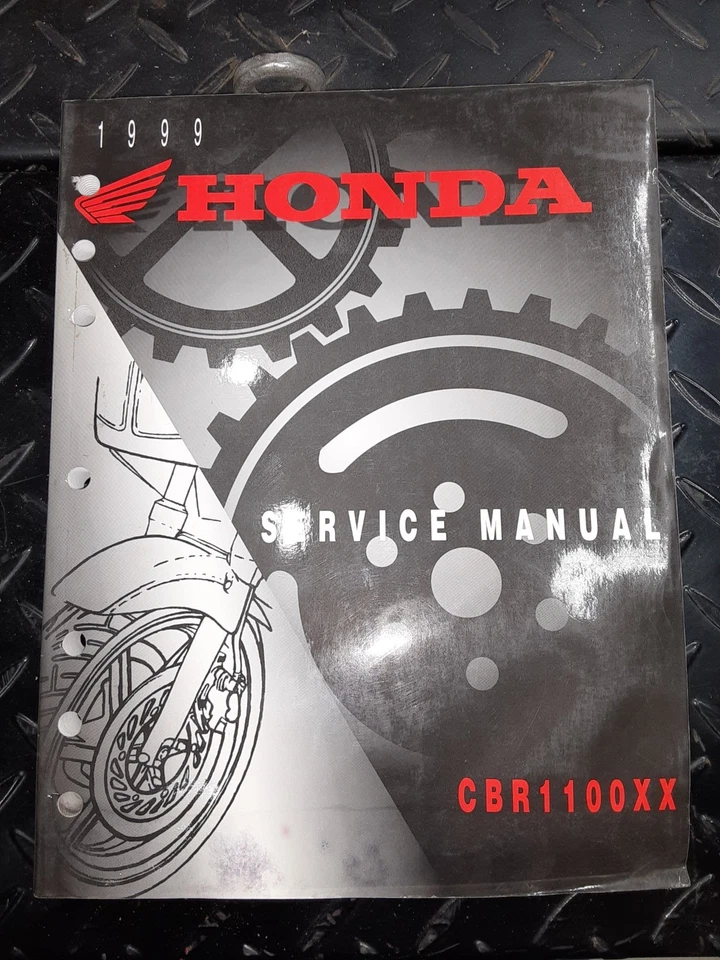 1999
HONDA
SERVICE MANUAL
CBR1100XX